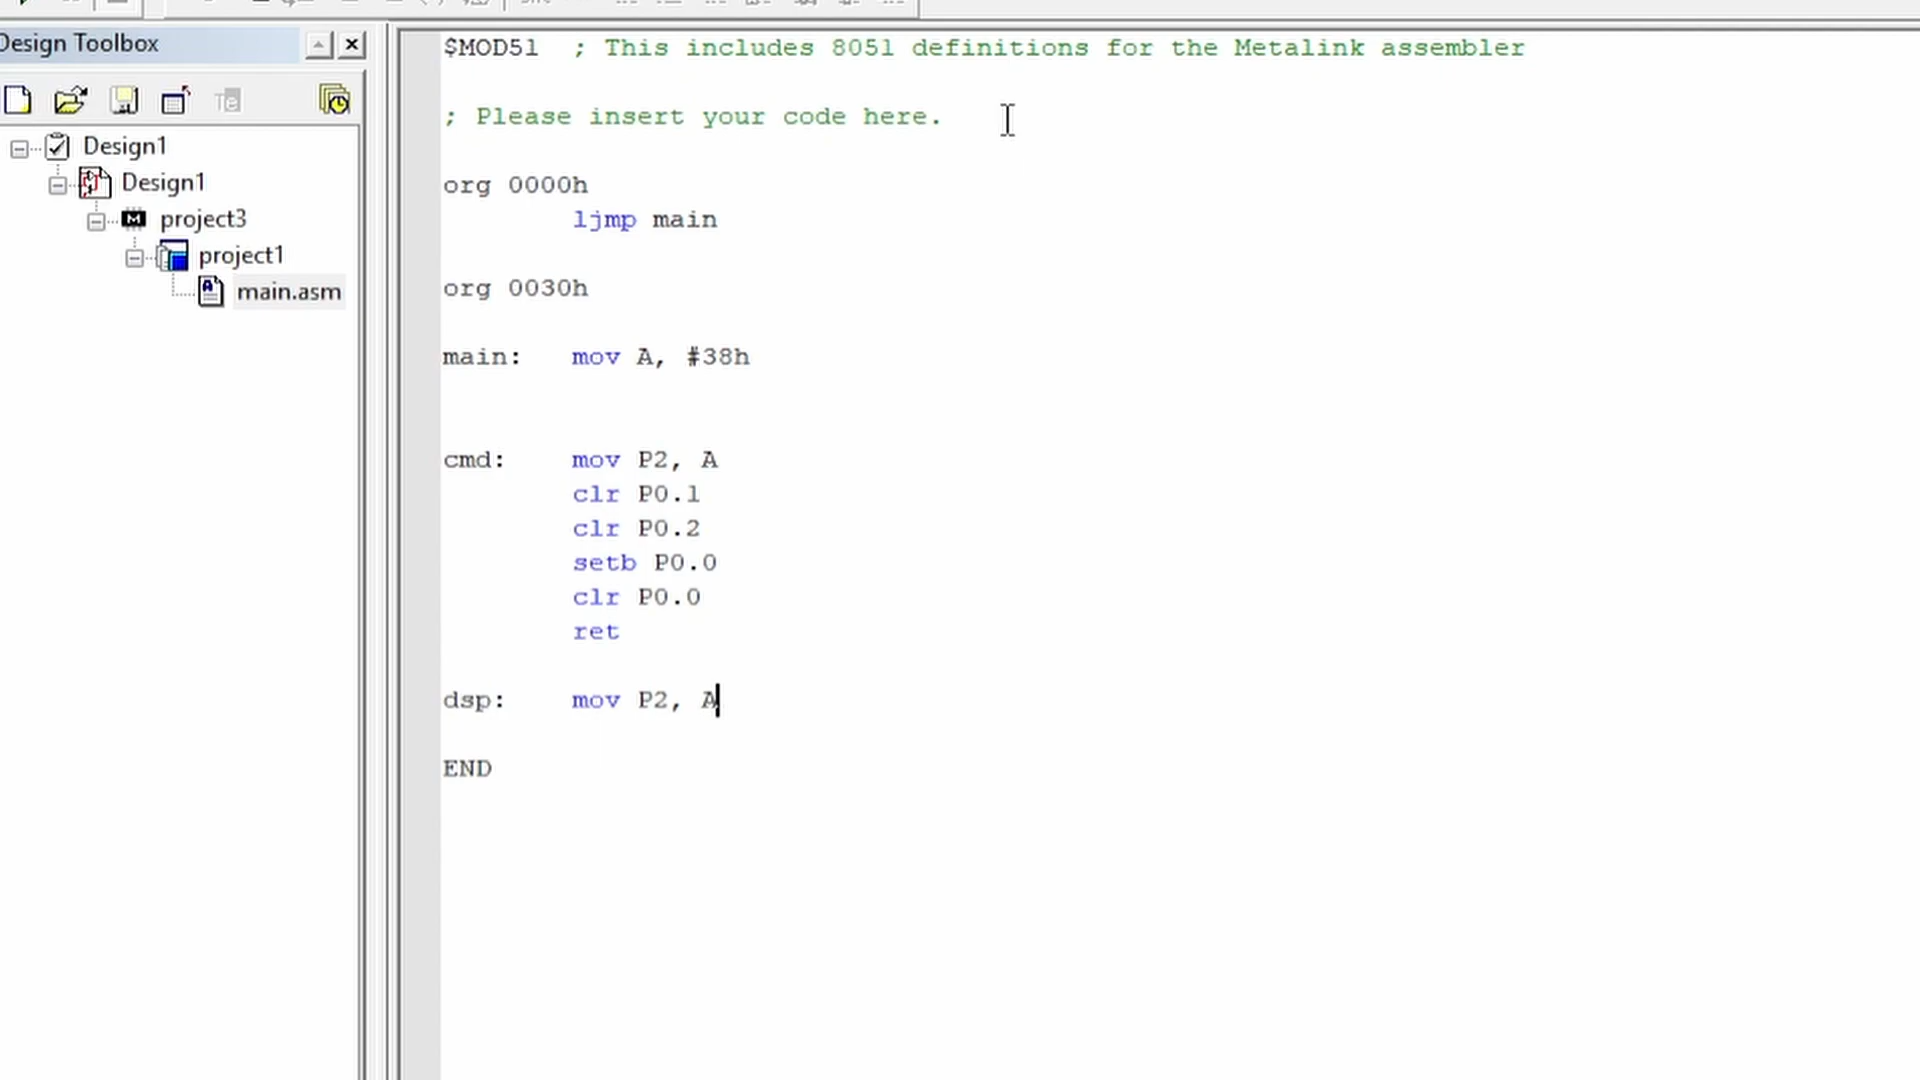 Design Toolbox
Design1
Design1
project3
project1
main.asm
$MOD51  ; This includes 8051 definitions for the Metalink assembler
; Please insert your code here.
org 0000h
ljmp main
org 0030h
main:   mov A, #38h
cmd:    mov P2, A
clr P0.1
clr P0.2
setb P0.0
clr P0.0
ret
dsp:    mov P2, A
END